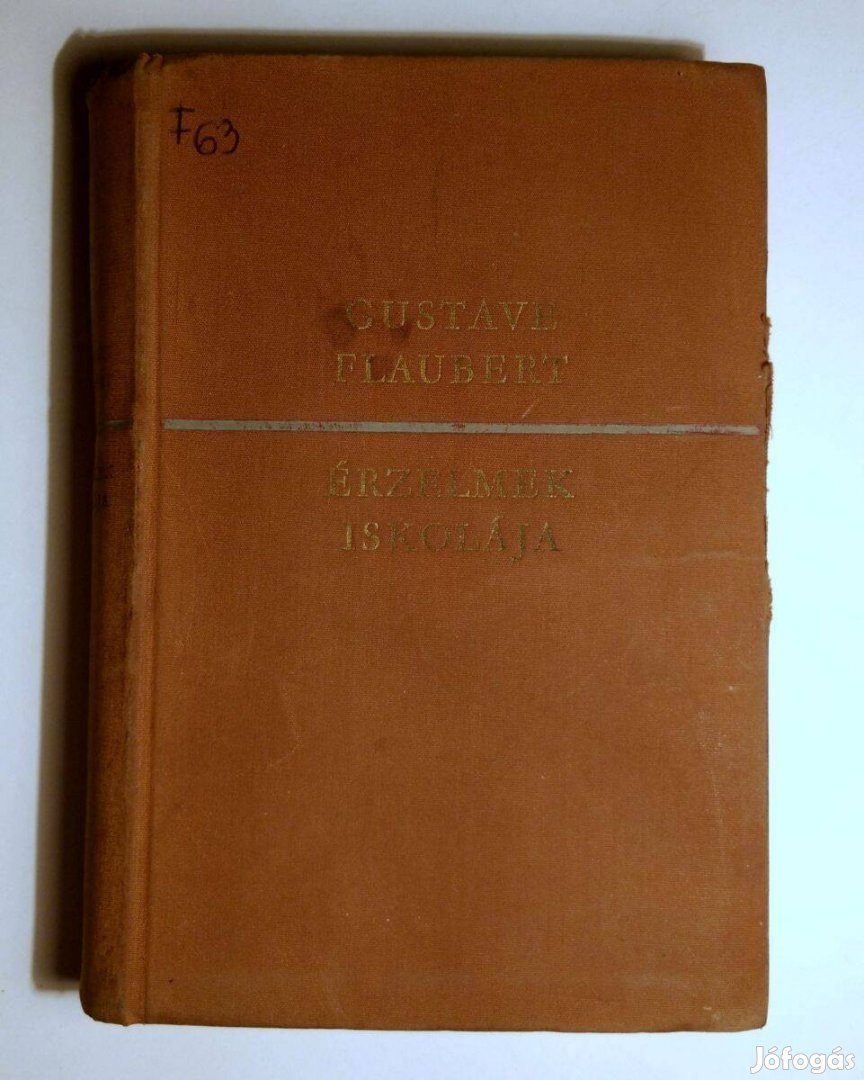 F63
GUSTAVE
FLAUBERT
ÉRZELMEK
ISKOLÁJA
Jófogás